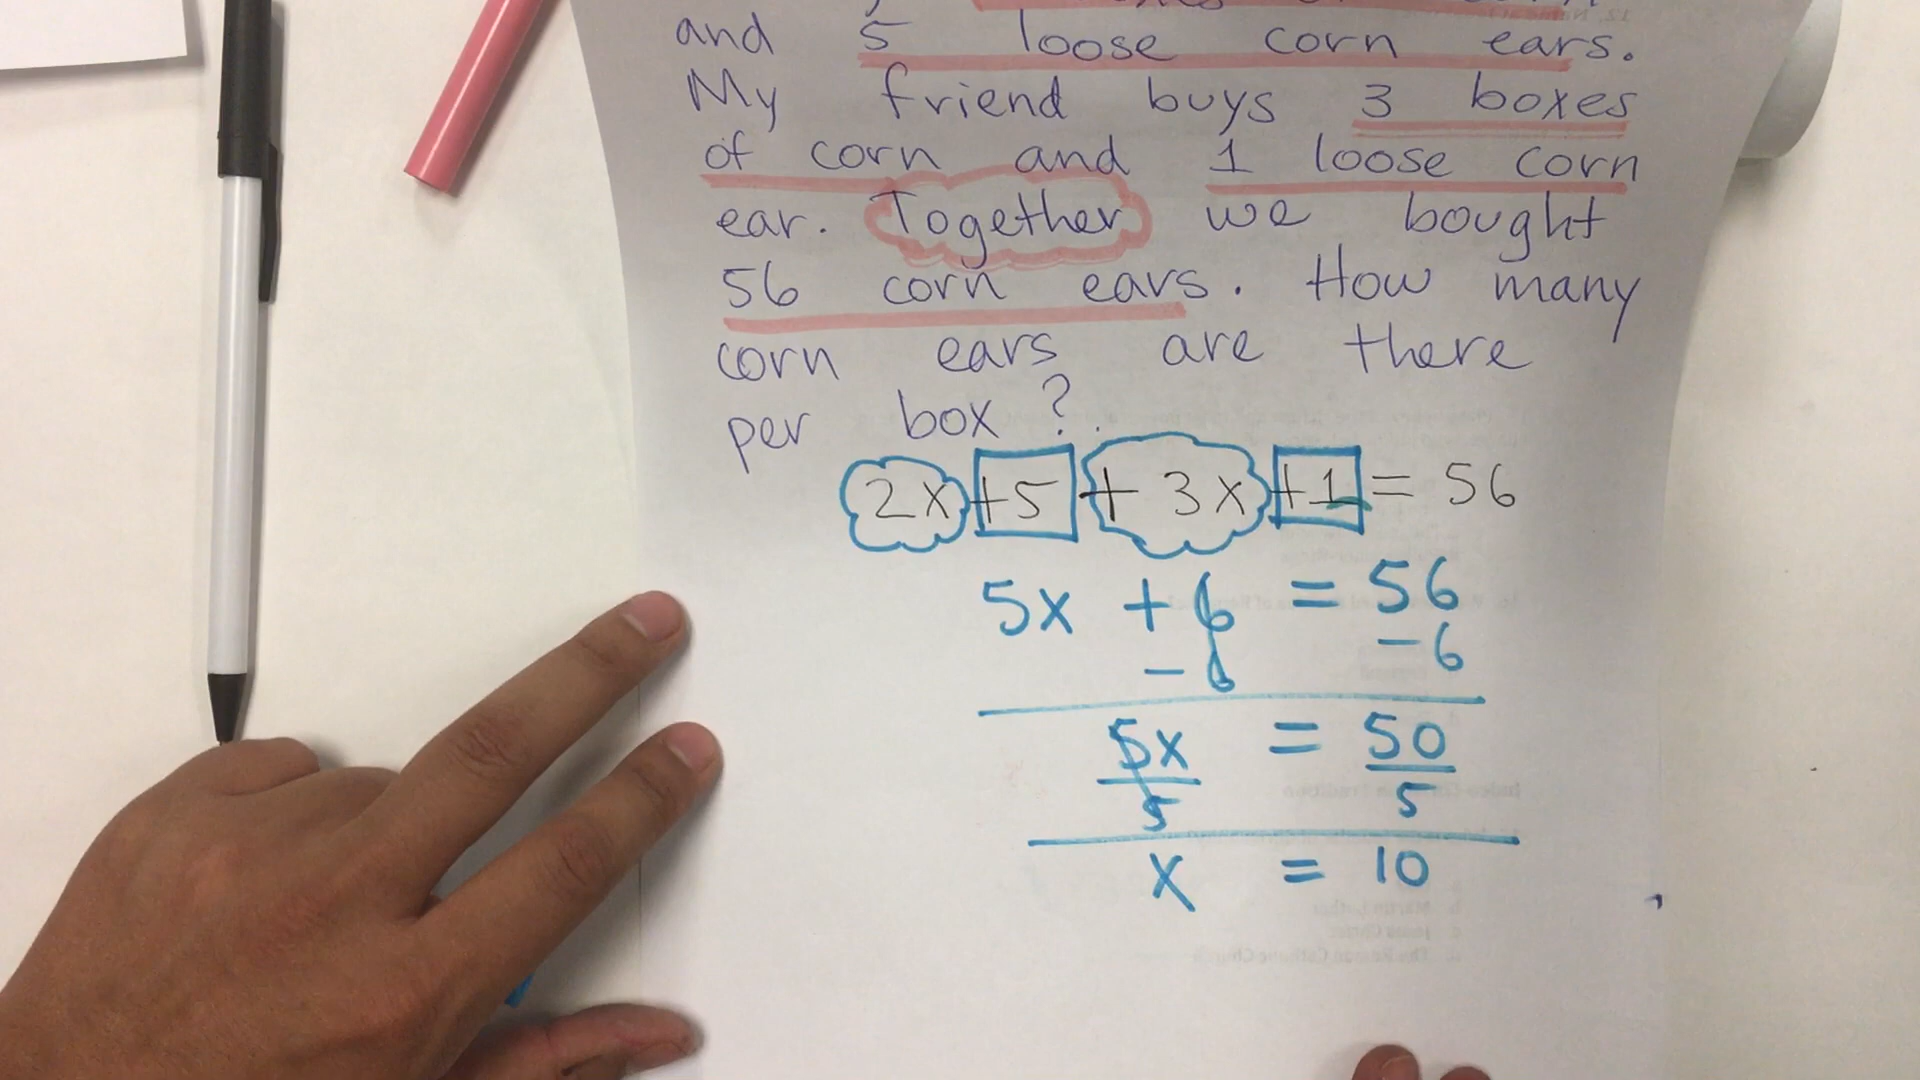 and 5 loose corn ears.
My friend buys 3 boxes
of corn and 1 loose corn
ear. Together we bought
56 corn ears. How many
corn ears are there
per box?
2x +5 + 3x +1 = 56
5x + 6 = 56
- 6 - 6
5x = 50
5 5
x = 10